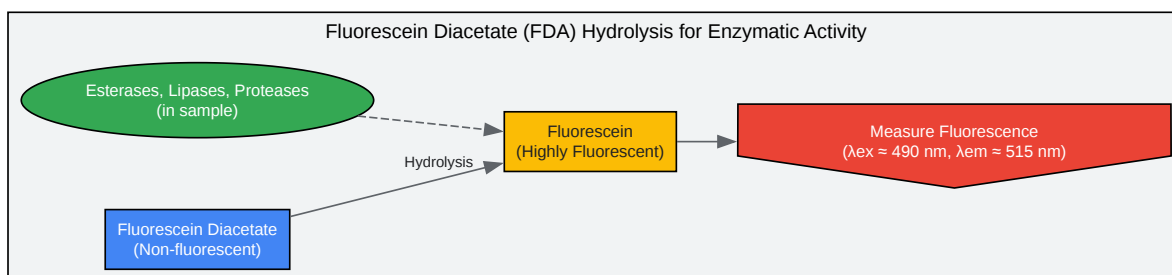 Fluorescein Diacetate (FDA) Hydrolysis for Enzymatic Activity
Esterases, Lipases, Proteases
(in sample)
Fluorescein
(Highly Fluorescent)
Measure Fluorescence
(λex ≈ 490 nm, λem ≈ 515 nm)
Hydrolysis
Fluorescein Diacetate
(Non-fluorescent)